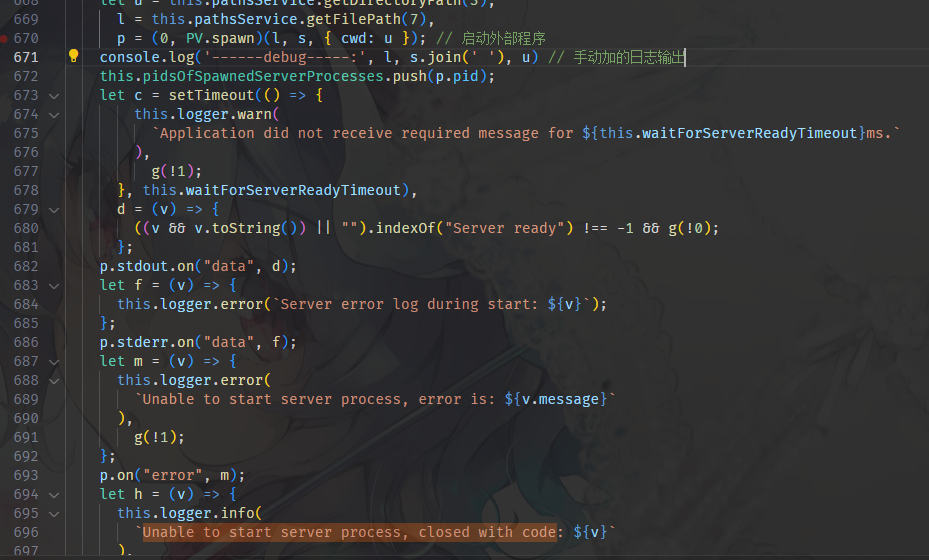 668 let u = this.pathsService.getDirectoryPath(3),
669 l = this.pathsService.getFilePath(7),
670 p = (0, PV.spawn)(l, s, { cwd: u }); // 启动外部程序
671 console.log('------debug-----:', l, s.join(' '), u) // 手动加的日志输出
672 this.pidsOfSpawnedServerProcesses.push(p.pid);
673 let c = setTimeout(() => {
674 this.logger.warn(
675 `Application did not receive required message for ${this.waitForServerReadyTimeout}ms.`
676 ),
677 g(!1);
678 }, this.waitForServerReadyTimeout),
679 d = (v) => {
680 ((v && v.toString()) || "").indexOf("Server ready") !== -1 && g(!0);
681 };
682 p.stdout.on("data", d);
683 let f = (v) => {
684 this.logger.error(`Server error log during start: ${v}`);
685 };
686 p.stderr.on("data", f);
687 let m = (v) => {
688 this.logger.error(
689 `Unable to start server process, error is: ${v.message}`
690 ),
691 g(!1);
692 };
693 p.on("error", m);
694 let h = (v) => {
695 this.logger.info(
696 `Unable to start server process, closed with code: ${v}`
697 ),